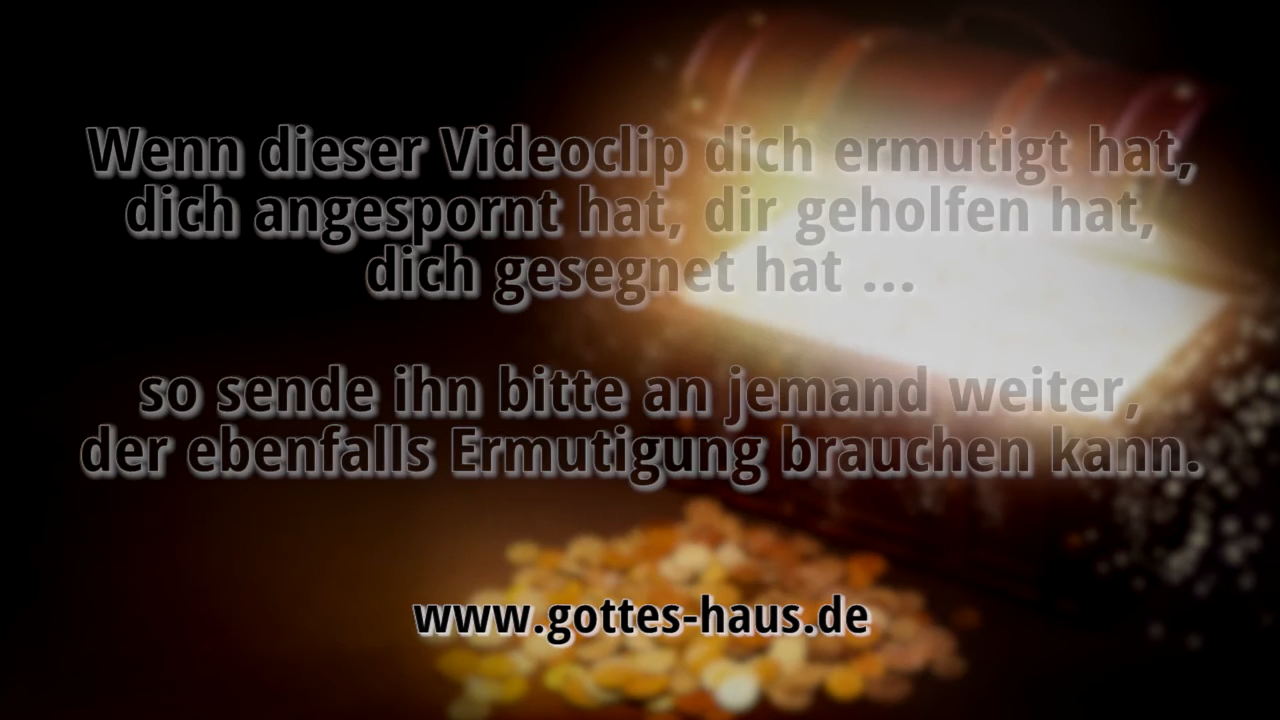 Wenn dieser Videoclip dich ermutigt hat,
dich angespornt hat, dir geholfen hat,
dich gesegnet hat ...
so sende ihn bitte an jemand weiter,
der ebenfalls Ermutigung brauchen kann.
www.gottes-haus.de